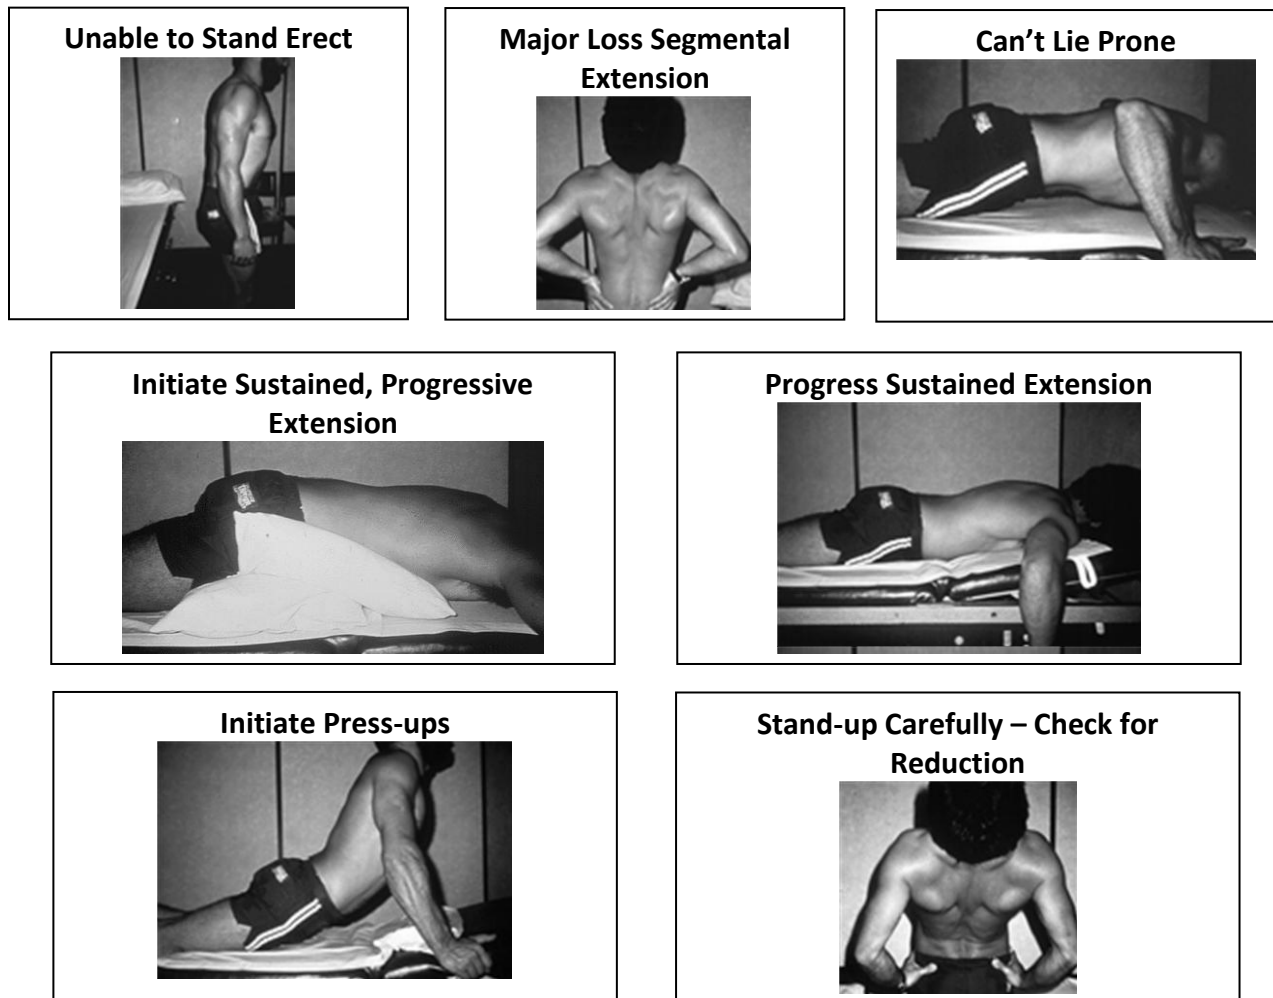 Unable to Stand Erect
Major Loss Segmental
Extension
Can’t Lie Prone
Initiate Sustained, Progressive
Extension
Progress Sustained Extension
Initiate Press-ups
Stand-up Carefully – Check for
Reduction